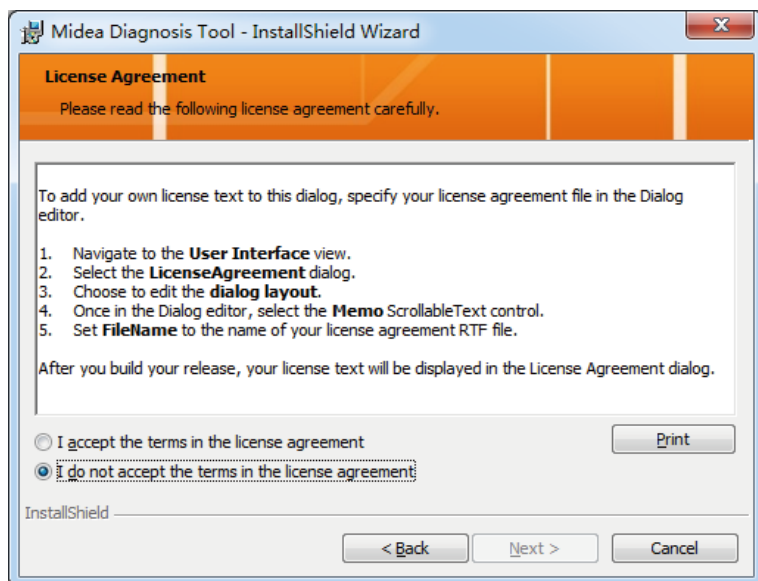 Midea Diagnosis Tool - InstallShield Wizard
License Agreement
Please read the following license agreement carefully.
To add your own license text to this dialog, specify your license agreement file in the Dialog
editor.
1. Navigate to the User Interface view.
2. Select the LicenseAgreement dialog.
3. Choose to edit the dialog layout.
4. Once in the Dialog editor, select the Memo ScrollableText control.
5. Set FileName to the name of your license agreement RTF file.
After you build your release, your license text will be displayed in the License Agreement dialog.
I accept the terms in the license agreement
Print
I do not accept the terms in the license agreement
InstallShield
< Back
Next >
Cancel